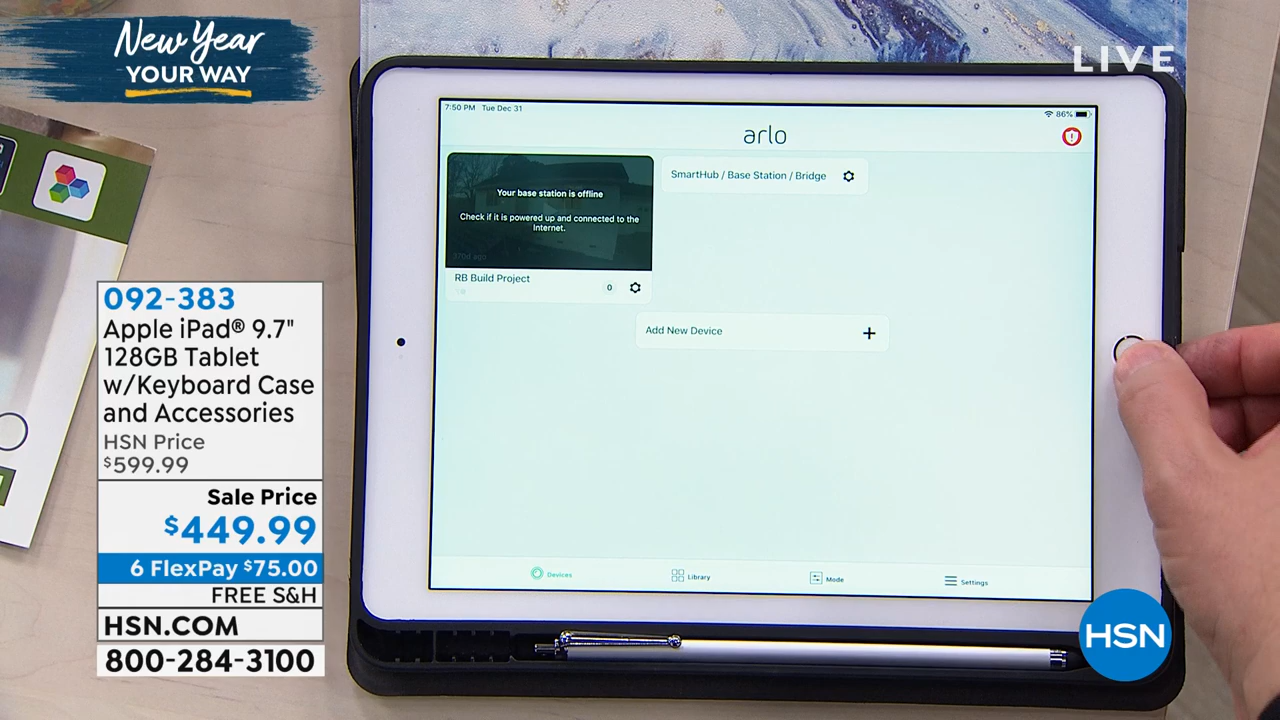 New Year
YOUR WAY
LIVE
7:50 PM Tue Dec 31
86%
arlo
Your base station is offline
Check if it is powered up and connected to the
Internet.
370d ago
SmartHub / Base Station / Bridge
RB Build Project
0
Add New Device
+
Devices
Library
Mode
Settings
092-383
Apple iPad® 9.7"
128GB Tablet
w/Keyboard Case
and Accessories
HSN Price
$599.99
Sale Price
$449.99
6 FlexPay $75.00
FREE S&H
HSN.COM
800-284-3100
HSN